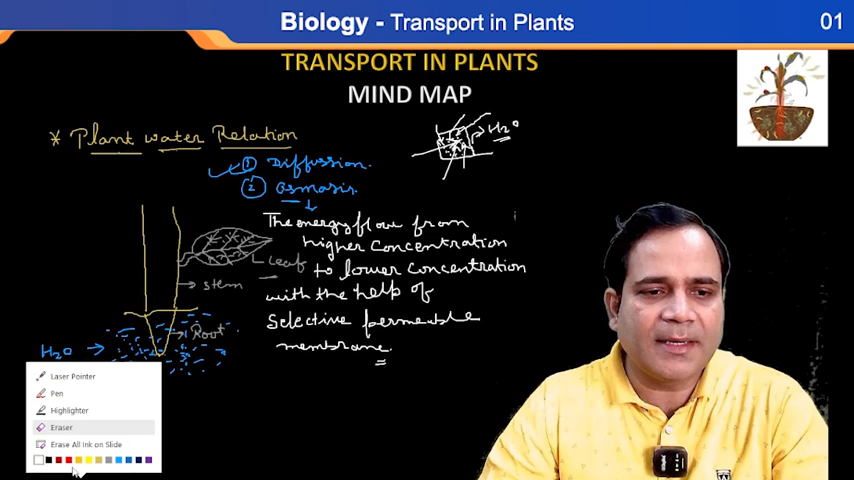 Biology - Transport in Plants
01
TRANSPORT IN PLANTS
MIND MAP
* Plant water Relation
H2O
① Diffussion.
② Osmosis.
The energy flow from
higher Concentration
to lower Concentration
with the help of
Selective permeable
membrane.
Leaf
stem
Root
H2O
Laser Pointer
Pen
Highlighter
Eraser
Erase All Ink on Slide